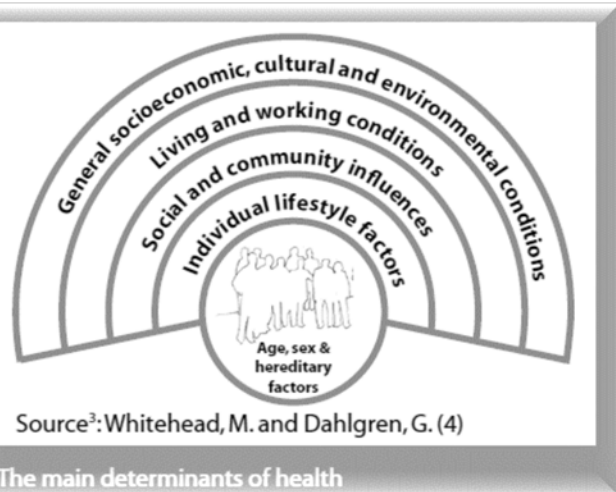 General socioeconomic, cultural and environmental conditions
Living and working conditions
Social and community influences
Individual lifestyle factors
Age, sex &
hereditary
factors
Source³: Whitehead, M. and Dahlgren, G. (4)
The main determinants of health